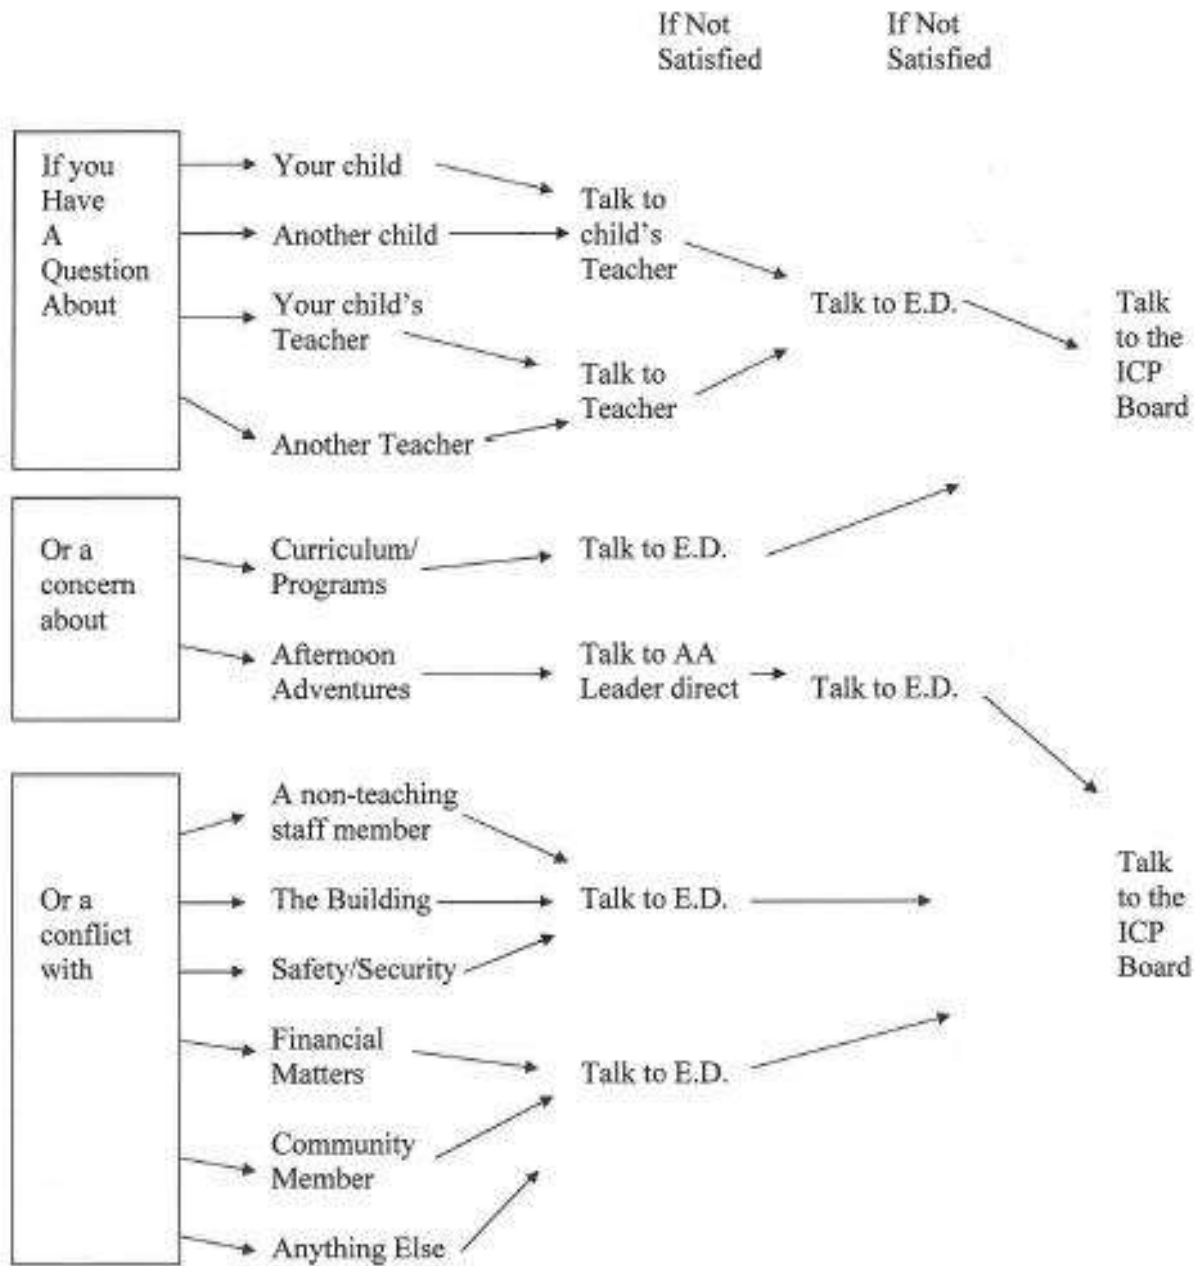 If Not
Satisfied
If Not
Satisfied
If you
Have
A
Question
About
Your child
Another child
Your child's
Teacher
Another Teacher
Talk to
child's
Teacher
Talk to
Teacher
Talk to E.D.
Talk
to the
ICP
Board
Or a
concern
about
Curriculum/
Programs
Afternoon
Adventures
Talk to E.D.
Talk to AA
Leader direct
Talk to E.D.
Or a
conflict
with
A non-teaching
staff member
The Building
Safety/Security
Financial
Matters
Community
Member
Anything Else
Talk to E.D.
Talk to E.D.
Talk
to the
ICP
Board